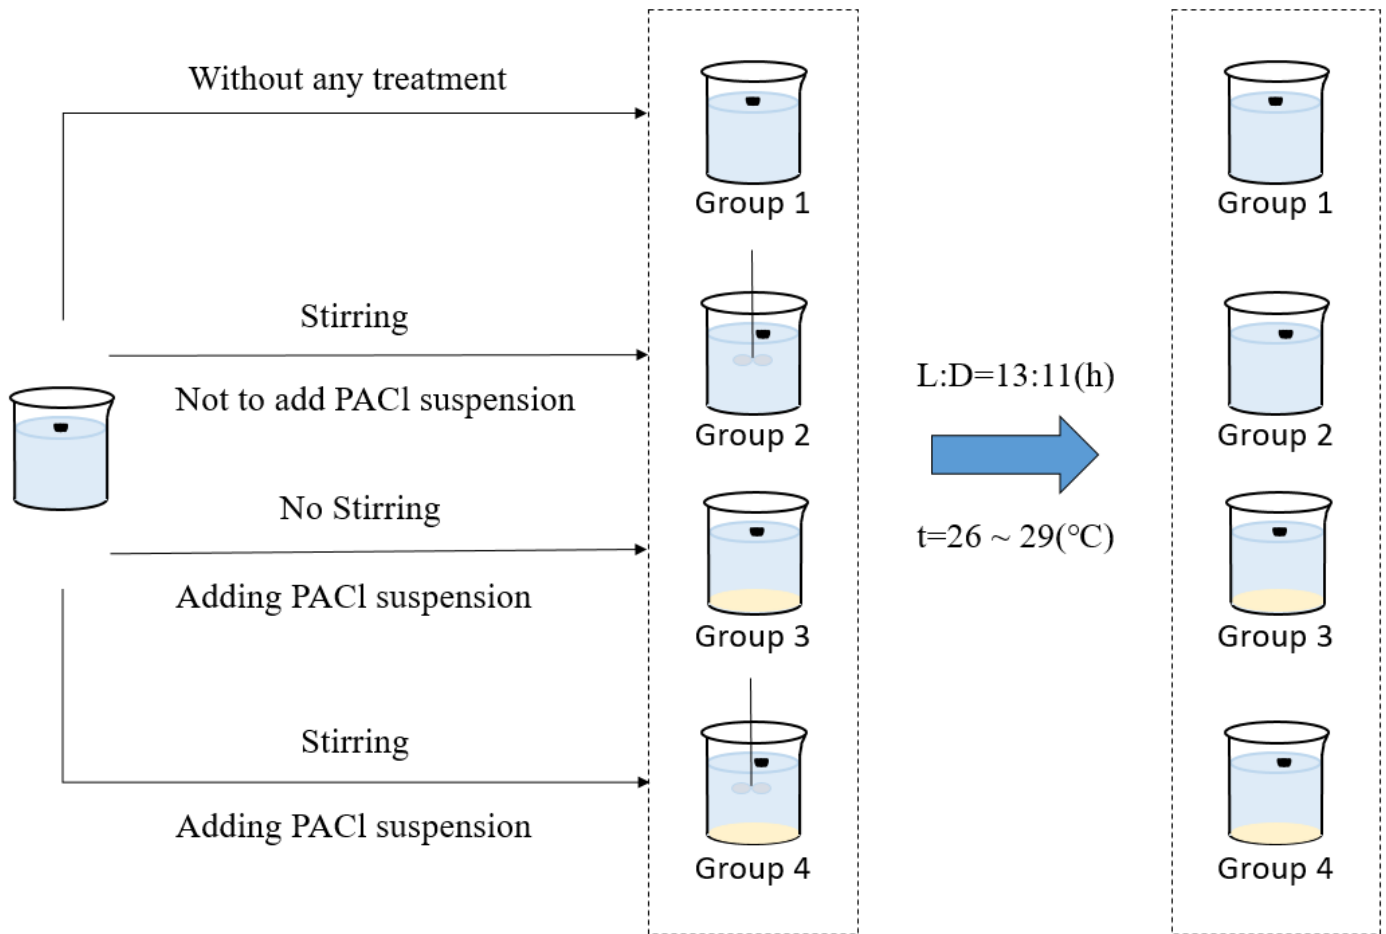 Without any treatment
Group 1
Group 1
Stirring
Not to add PACl suspension
Group 2
L:D=13:11(h)
t=26 ~ 29(℃)
Group 2
No Stirring
Adding PACl suspension
Group 3
Group 3
Stirring
Adding PACl suspension
Group 4
Group 4